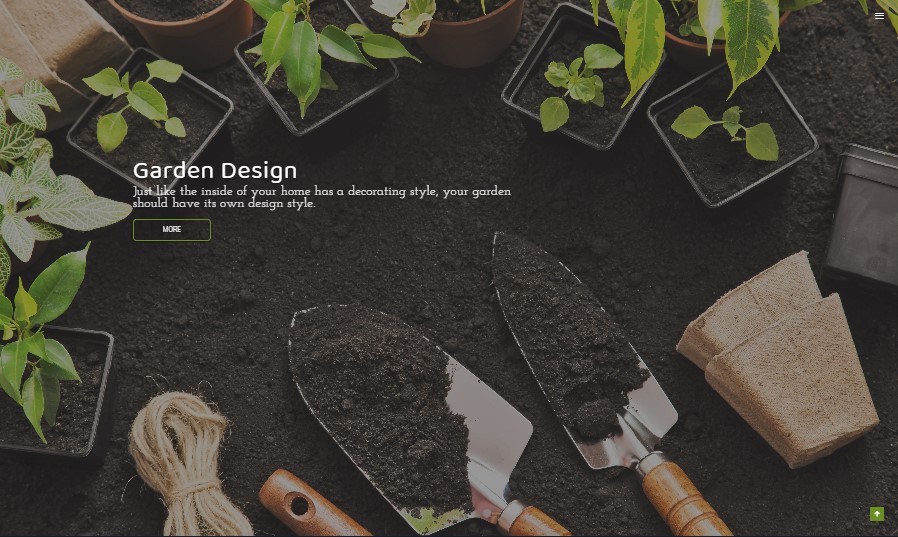 Garden Design
Just like the inside of your home has a decorating style, your garden
should have its own design style.
MORE